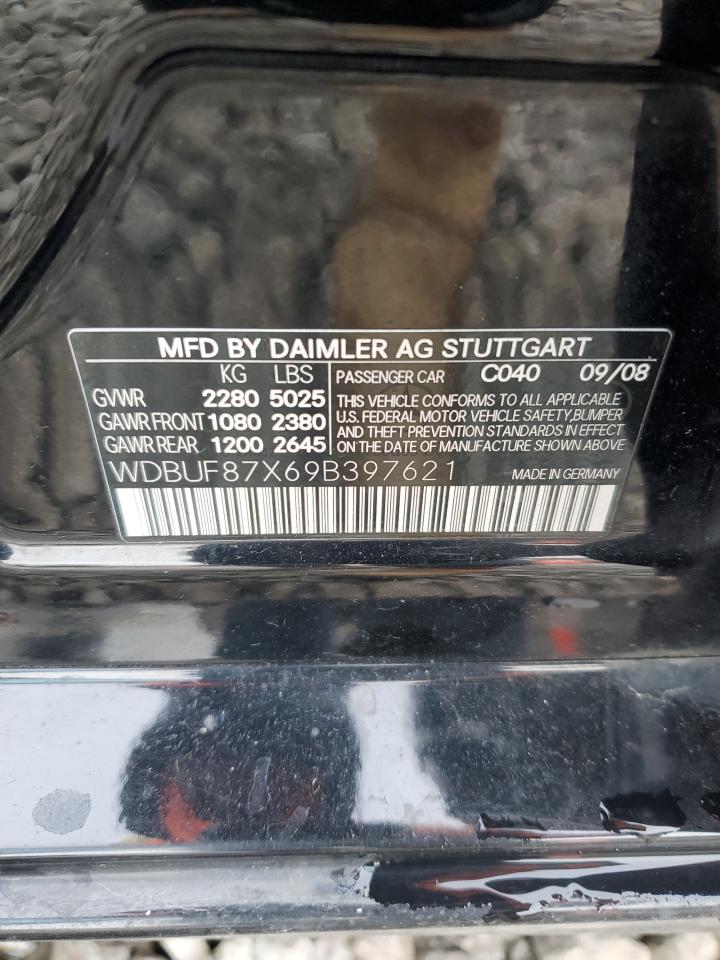 MFD BY DAIMLER AG STUTTGART
KG LBS PASSENGER CAR C040 09/08
GVWR 2280 5025
GAWR FRONT 1080 2380
GAWR REAR 1200 2645
THIS VEHICLE CONFORMS TO ALL APPLICABLE
U.S. FEDERAL MOTOR VEHICLE SAFETY,BUMPER
AND THEFT PREVENTION STANDARDS IN EFFECT
ON THE DATE OF MANUFACTURE SHOWN ABOVE
WDBUF87X69B397621 MADE IN GERMANY